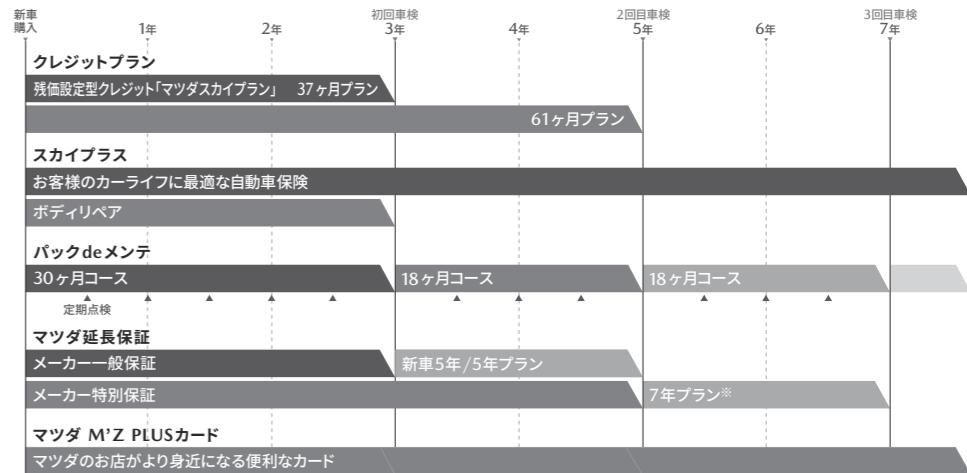 新車
購入
1年
2年
初回車検
3年
4年
2回目車検
5年
6年
3回目車検
7年
クレジットプラン
残価設定型クレジット「マツダスカイプラン」 37ヶ月プラン
61ヶ月プラン
スカイプラス
お客様のカーライフに最適な自動車保険
ボディリペア
パックdeメンテ
30ヶ月コース 18ヶ月コース 18ヶ月コース
定期点検
マツダ延長保証
メーカー一般保証 新車5年/5年プラン
メーカー特別保証 7年プラン※
マツダ M'Z PLUSカード
マツダのお店がより身近になる便利なカード